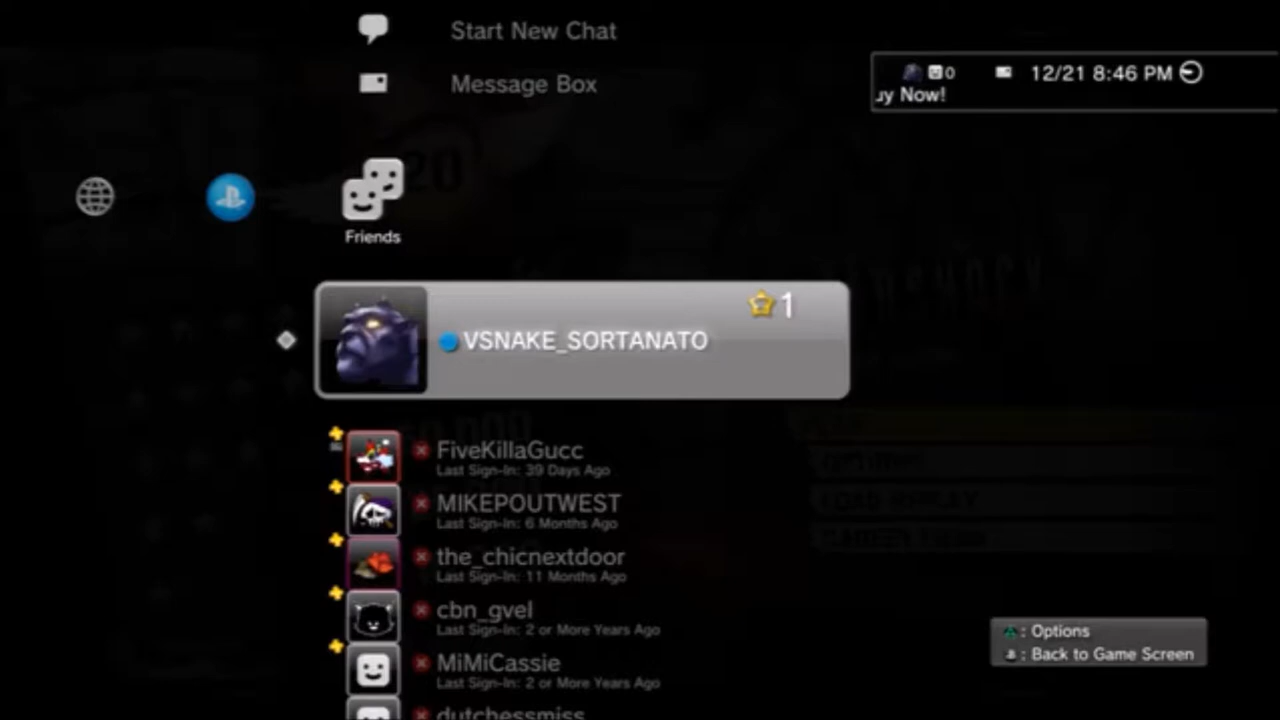 Start New Chat
0 12/21 8:46 PM
Message Box
uy Now!
Friends
1
VSNAKE_SORTANATO
FiveKillaGucc
Last Sign-In: 39 Days Ago
MIKEPOUTWEST
Last Sign-In: 6 Months Ago
the_chicnextdoor
Last Sign-In: 11 Months Ago
cbn_gvel
Last Sign-In: 2 or More Years Ago
MiMiCassie
Last Sign-In: 2 or More Years Ago
dutchessmiss
: Options
: Back to Game Screen